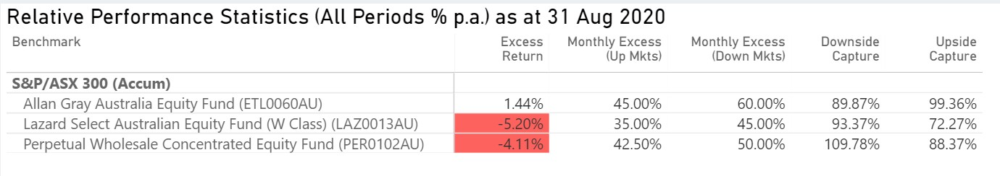 Relative Performance Statistics (All Periods % p.a.) as at 31 Aug 2020
Benchmark Excess Return Monthly Excess (Up Mkts) Monthly Excess (Down Mkts) Downside Capture Upside Capture
S&P/ASX 300 (Accum)
Allan Gray Australia Equity Fund (ETL0060AU) 1.44% 45.00% 60.00% 89.87% 99.36%
Lazard Select Australian Equity Fund (W Class) (LAZ0013AU) -5.20% 35.00% 45.00% 93.37% 72.27%
Perpetual Wholesale Concentrated Equity Fund (PER0102AU) -4.11% 42.50% 50.00% 109.78% 88.37%